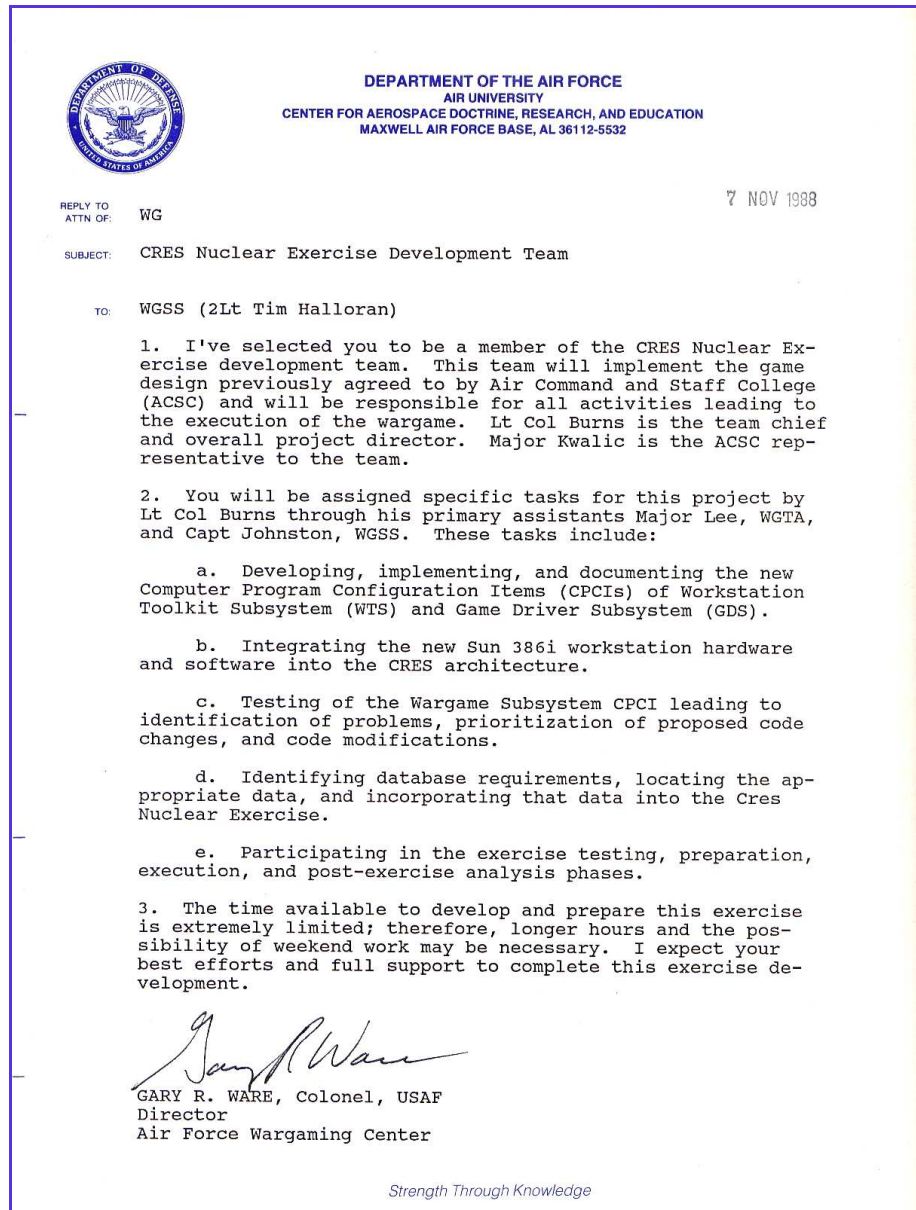 DEPARTMENT OF DEFENSE
UNITED STATES OF AMERICA
DEPARTMENT OF THE AIR FORCE
AIR UNIVERSITY
CENTER FOR AEROSPACE DOCTRINE, RESEARCH, AND EDUCATION
MAXWELL AIR FORCE BASE, AL 36112-5532
7 NOV 1988
REPLY TO
ATTN OF: WG
SUBJECT: CRES Nuclear Exercise Development Team
TO: WGSS (2Lt Tim Halloran)
1. I've selected you to be a member of the CRES Nuclear Ex-
ercise development team. This team will implement the game
design previously agreed to by Air Command and Staff College
(ACSC) and will be responsible for all activities leading to
the execution of the wargame. Lt Col Burns is the team chief
and overall project director. Major Kwalic is the ACSC rep-
resentative to the team.
2. You will be assigned specific tasks for this project by
Lt Col Burns through his primary assistants Major Lee, WGTA,
and Capt Johnston, WGSS. These tasks include:
a. Developing, implementing, and documenting the new
Computer Program Configuration Items (CPCIs) of Workstation
Toolkit Subsystem (WTS) and Game Driver Subsystem (GDS).
b. Integrating the new Sun 386i workstation hardware
and software into the CRES architecture.
c. Testing of the Wargame Subsystem CPCI leading to
identification of problems, prioritization of proposed code
changes, and code modifications.
d. Identifying database requirements, locating the ap-
propriate data, and incorporating that data into the Cres
Nuclear Exercise.
e. Participating in the exercise testing, preparation,
execution, and post-exercise analysis phases.
3. The time available to develop and prepare this exercise
is extremely limited; therefore, longer hours and the pos-
sibility of weekend work may be necessary. I expect your
best efforts and full support to complete this exercise de-
velopment.
Gary R Ware
GARY R. WARE, Colonel, USAF
Director
Air Force Wargaming Center
Strength Through Knowledge